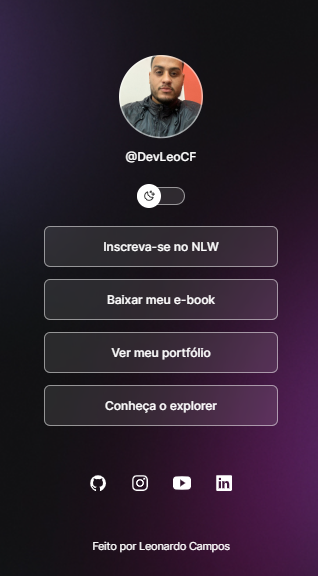 @DevLeoCF
Inscreva-se no NLW
Baixar meu e-book
Ver meu portfólio
Conheça o explorer
Feito por Leonardo Campos